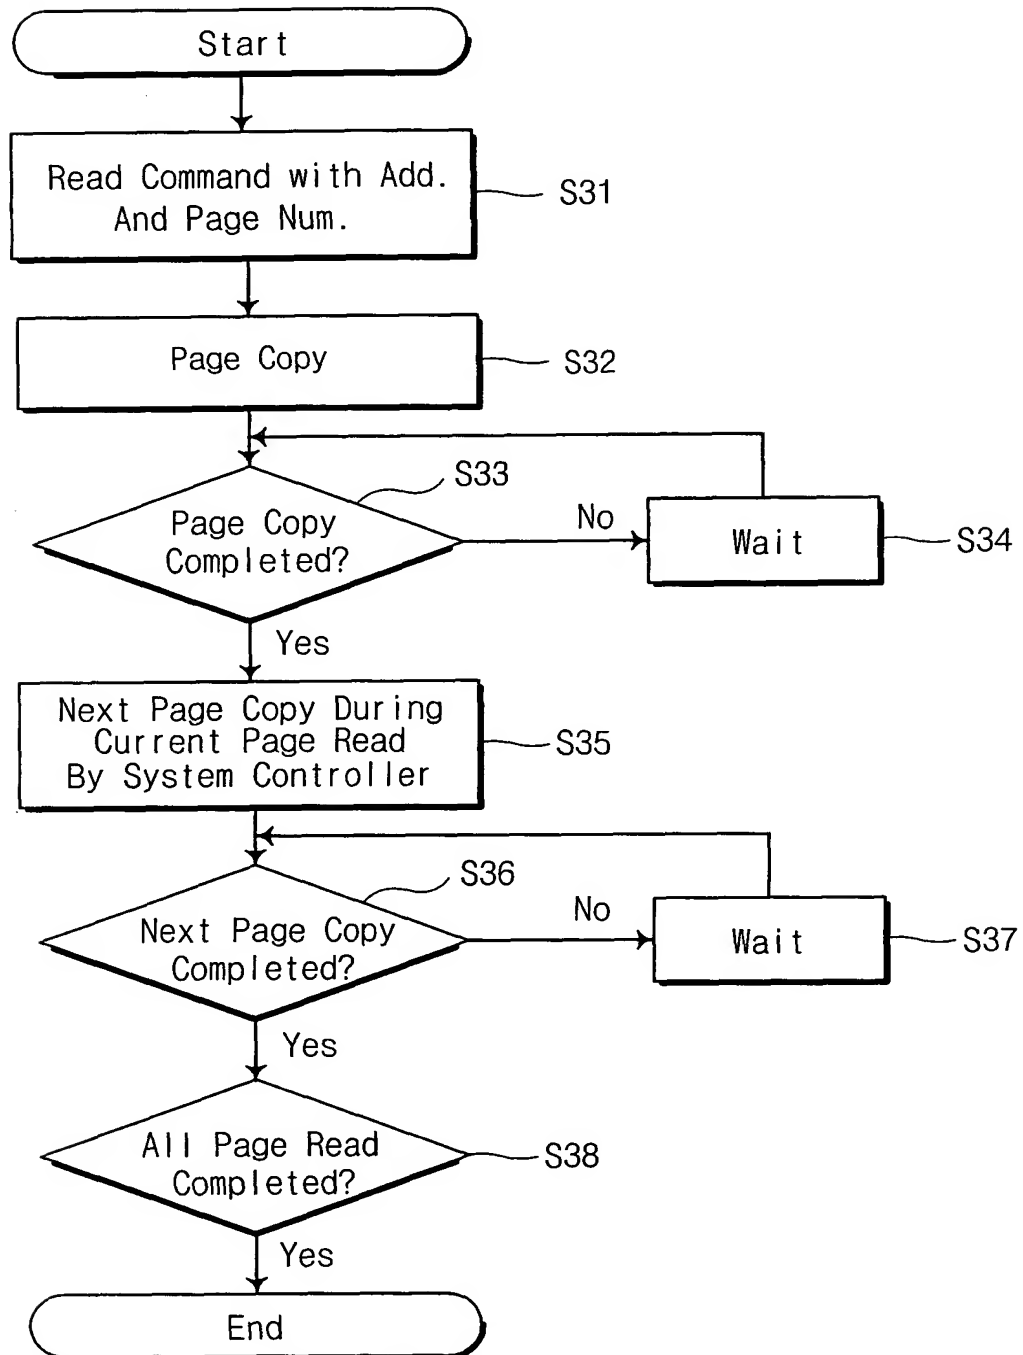 Start
Read Command with Add.
And Page Num.
S31
Page Copy
S32
S33
Page Copy
Completed?
No
Wait
S34
Yes
Next Page Copy During
Current Page Read
By System Controller
S35
S36
Next Page Copy
Completed?
No
Wait
S37
Yes
All Page Read
Completed?
S38
Yes
End